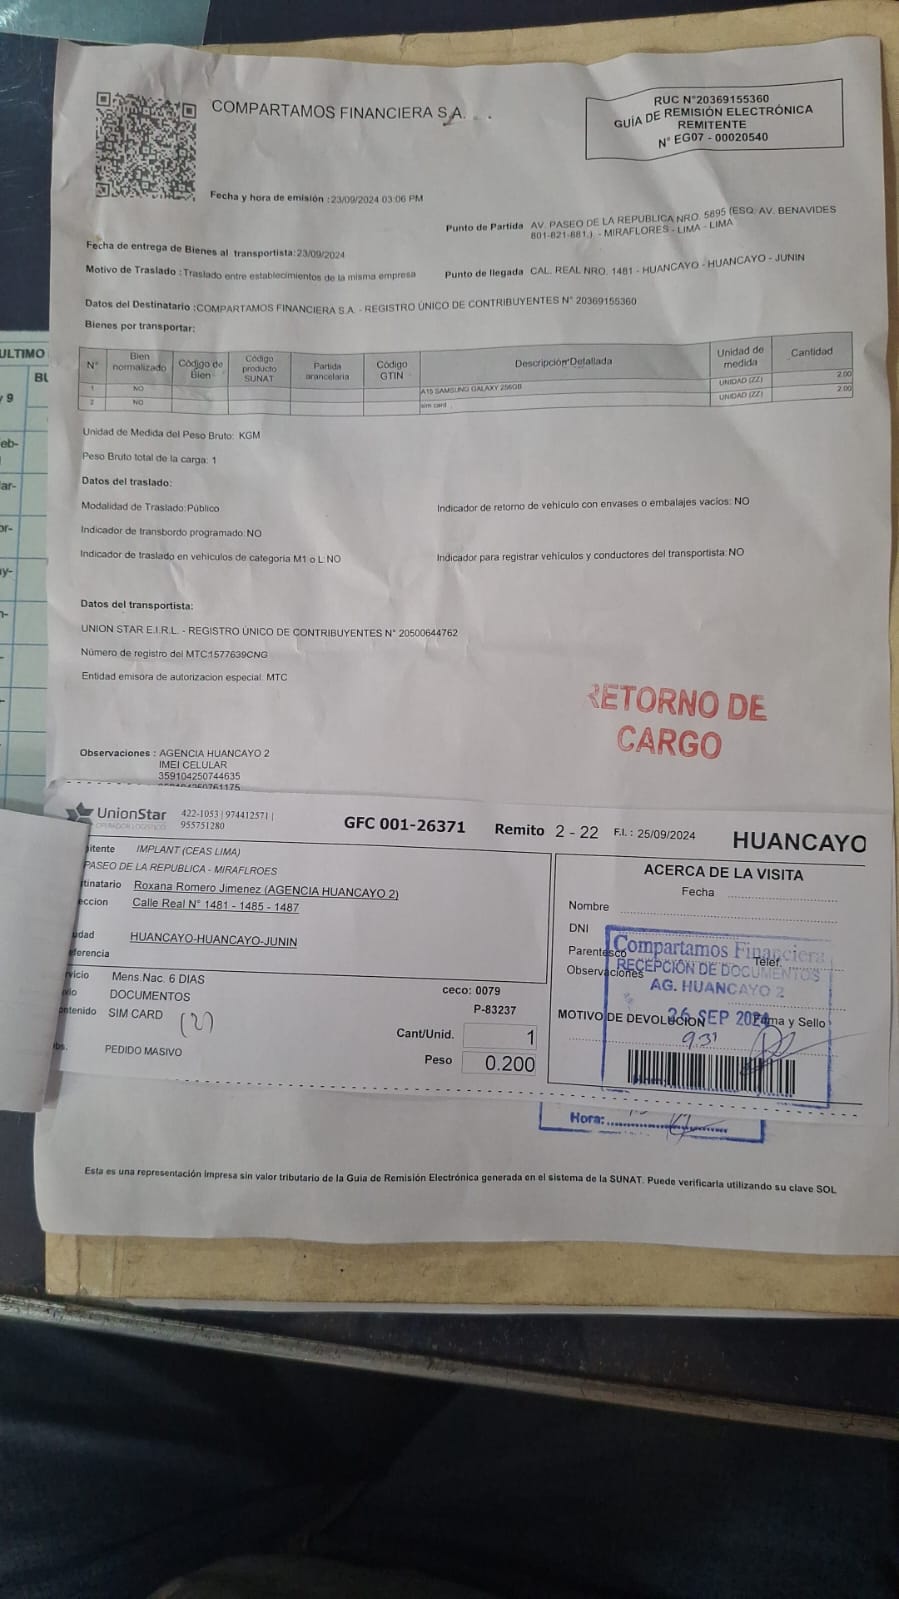 COMPARTAMOS FINANCIERA S.A.
RUC N°20369155360
GUÍA DE REMISIÓN ELECTRÓNICA
REMITENTE
N° EG07 - 00020540
Fecha y hora de emisión :23/09/2024 03:06 PM
Punto de Partida AV. PASEO DE LA REPUBLICA NRO. 5895 (ESQ. AV. BENAVIDES
801-821-881.) - MIRAFLORES - LIMA - LIMA
Fecha de entrega de Bienes al transportista:23/09/2024
Motivo de Traslado :Traslado entre establecimientos de la misma empresa
Punto de llegada CAL. REAL NRO. 1481 - HUANCAYO - HUANCAYO - JUNIN
Datos del Destinatario :COMPARTAMOS FINANCIERA S.A. - REGISTRO ÚNICO DE CONTRIBUYENTES N° 20369155360
Bienes por transportar:
N° Bien normalizado Código de Bien Código producto SUNAT Partida arancelaria Código GTIN Descripción Detallada Unidad de medida Cantidad
1 NO A15 SAMSUNG GALAXY 256GB UNIDAD (ZZ) 2.00
2 NO sim card UNIDAD (ZZ) 2.00
Unidad de Medida del Peso Bruto: KGM
Peso Bruto total de la carga: 1
Datos del traslado:
Modalidad de Traslado:Público
Indicador de retorno de vehiculo con envases o embalajes vacios: NO
Indicador de transbordo programado:NO
Indicador de traslado en vehículos de categoría M1 o L:NO
Indicador para registrar vehículos y conductores del transportista:NO
Datos del transportista:
UNION STAR E.I.R.L. - REGISTRO ÚNICO DE CONTRIBUYENTES N° 20500644762
Número de registro del MTC:1577639CNG
Entidad emisora de autorizacion especial: MTC
RETORNO DE
CARGO
Observaciones : AGENCIA HUANCAYO 2
IMEI CELULAR
359104250744635
UnionStar
422-1053 | 974412571 |
955751280
GFC 001-26371
Remito 2 - 22
F.I. : 25/09/2024
HUANCAYO
itente IMPLANT (CEAS LIMA)
PASEO DE LA REPUBLICA - MIRAFLROES
tinatario Roxana Romero Jimenez (AGENCIA HUANCAYO 2)
eccion Calle Real N° 1481 - 1485 - 1487
dad HUANCAYO-HUANCAYO-JUNIN
ferencia
vicio Mens.Nac. 6 DIAS
DOCUMENTOS
ntenido SIM CARD (2)
PEDIDO MASIVO
ceco: 0079
P-83237
Cant/Unid. 1
Peso 0.200
ACERCA DE LA VISITA
Fecha
Nombre
DNI
Parentesco
Telef.
Observaciones
MOTIVO DE DEVOLUCION
Firma y Sello
Compartamos Financiera
RECEPCIÓN DE DOCUMENTOS
AG. HUANCAYO 2
26 SEP 2024
9:31
Hora:
Esta es una representación impresa sin valor tributario de la Guia de Remisión Electrónica generada en el sistema de la SUNAT. Puede verificarla utilizando su clave SOL